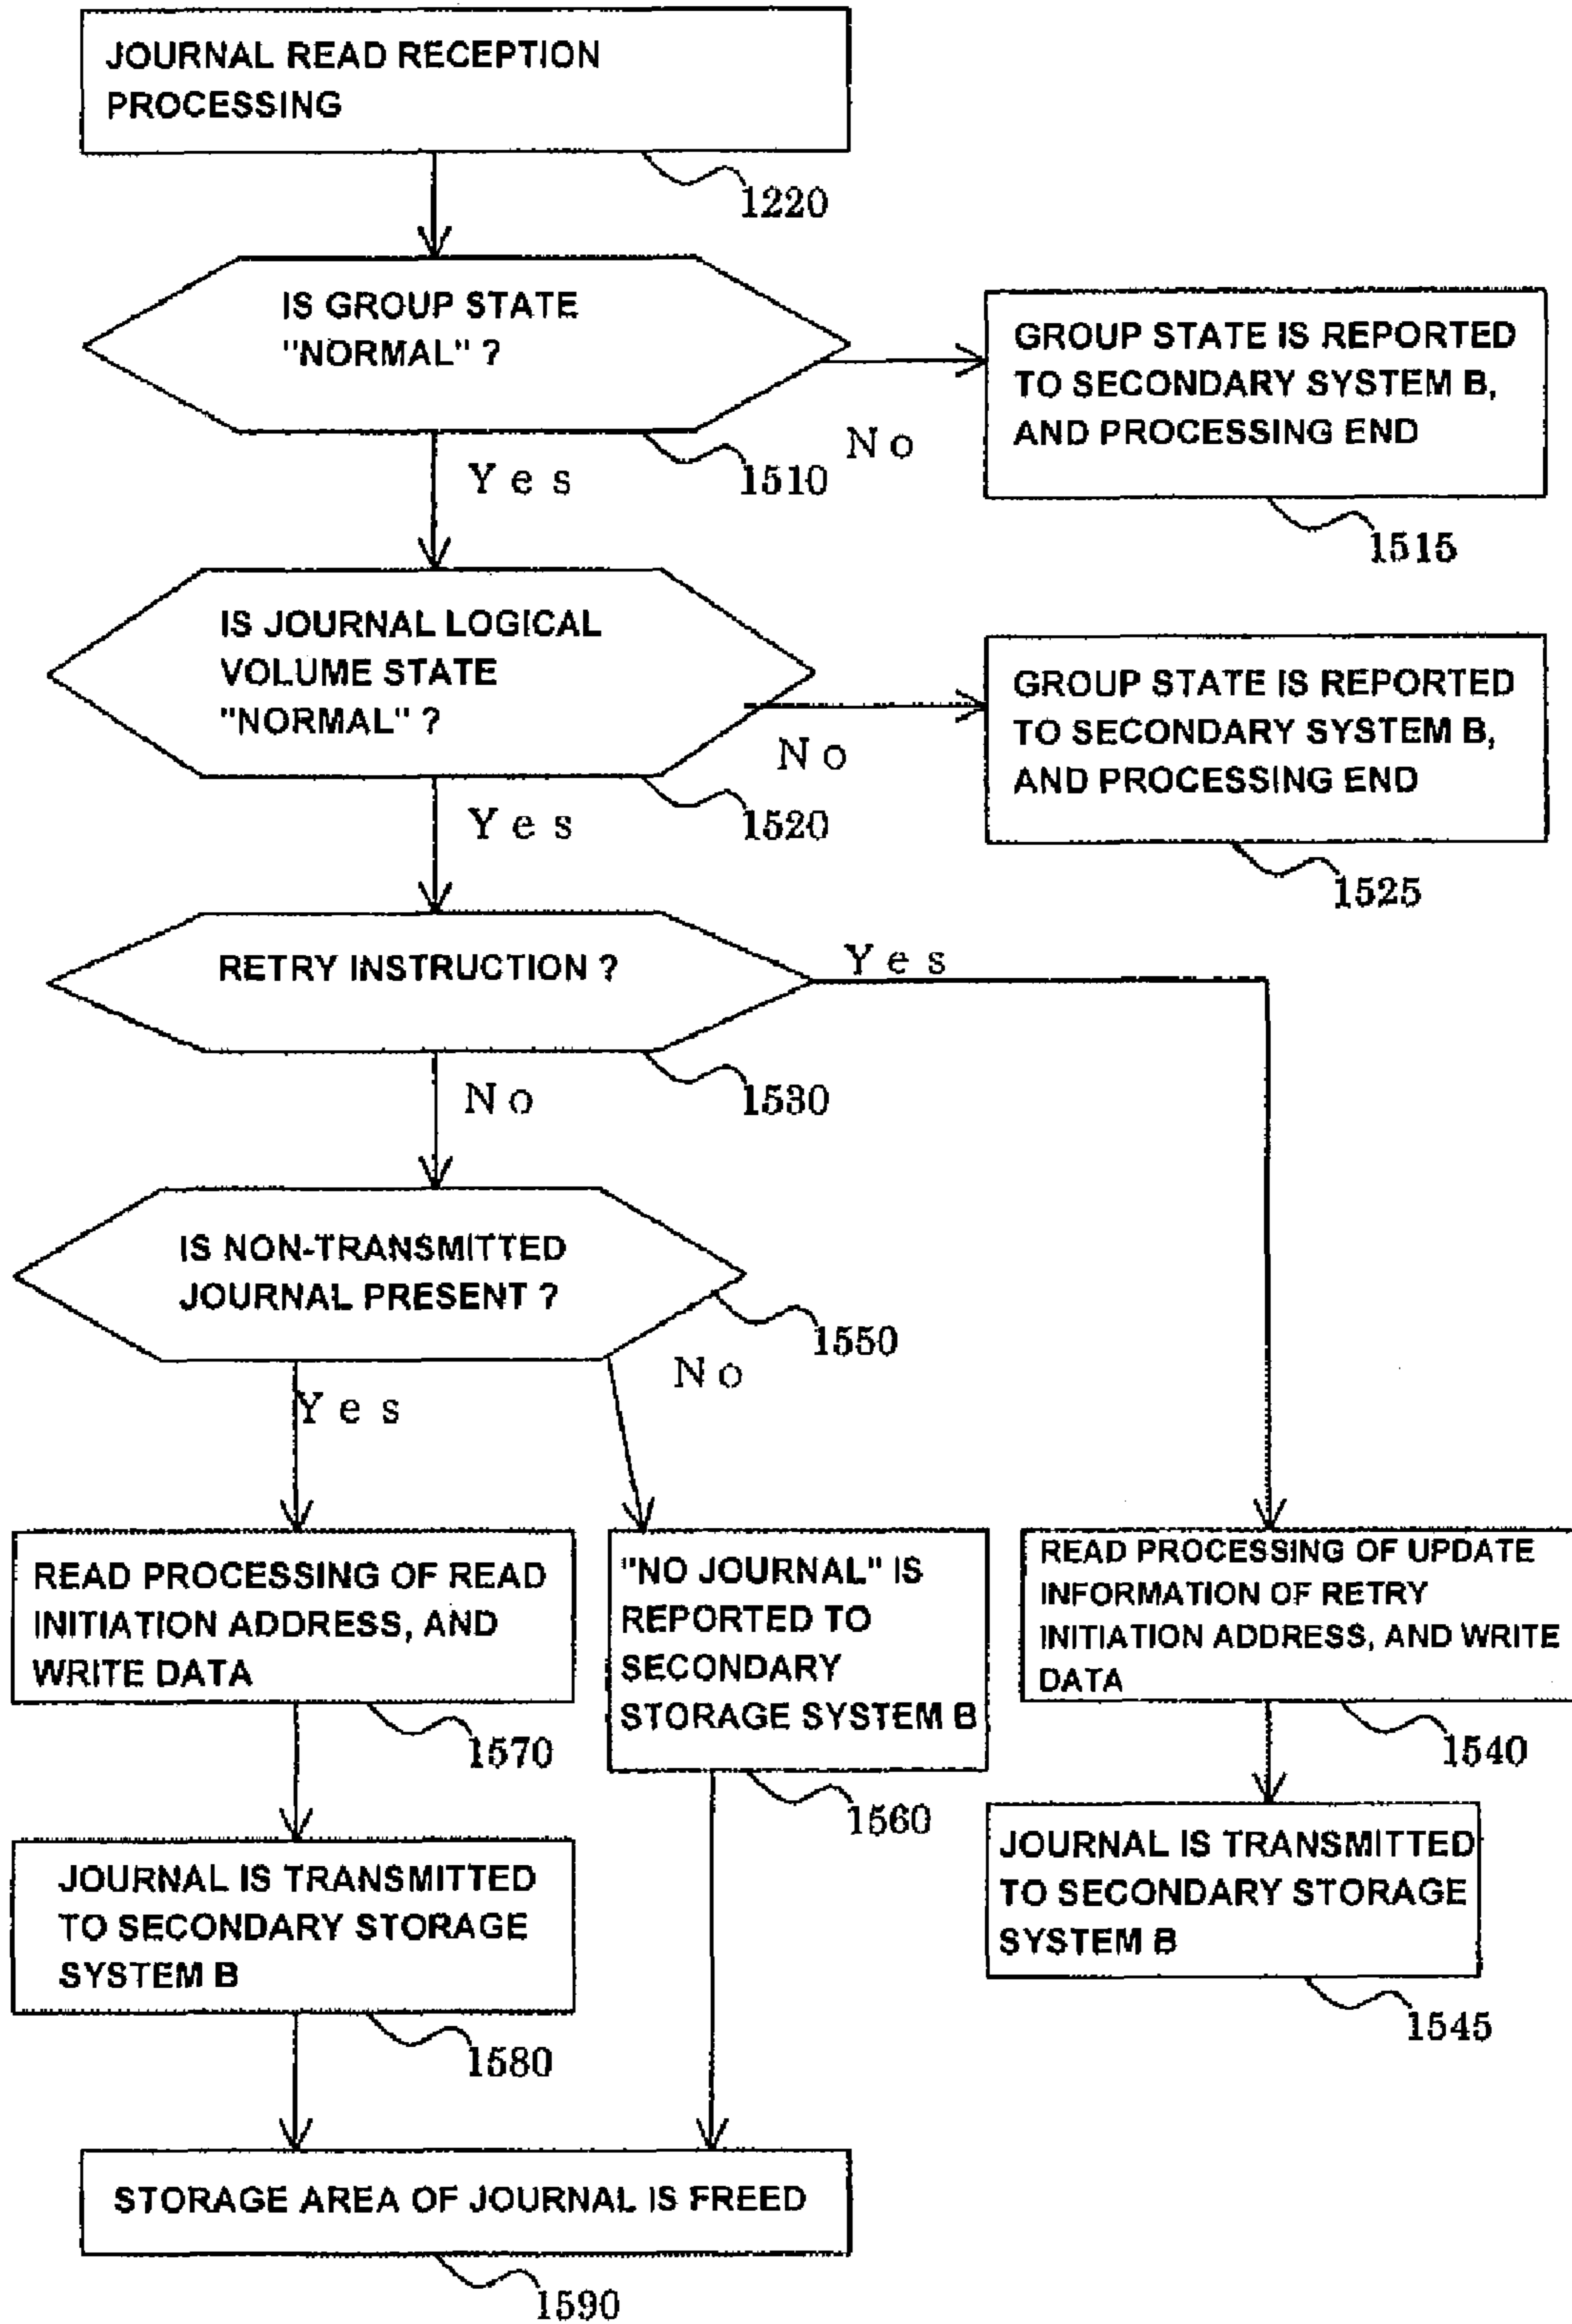 JOURNAL READ RECEPTION
PROCESSING
1220
IS GROUP STATE
"NORMAL" ?
No
Yes
1510
GROUP STATE IS REPORTED
TO SECONDARY SYSTEM B,
AND PROCESSING END
1515
IS JOURNAL LOGICAL
VOLUME STATE
"NORMAL" ?
No
Yes
1520
GROUP STATE IS REPORTED
TO SECONDARY SYSTEM B,
AND PROCESSING END
1525
RETRY INSTRUCTION ?
Yes
No
1530
IS NON-TRANSMITTED
JOURNAL PRESENT ?
1550
No
Yes
READ PROCESSING OF READ
INITIATION ADDRESS, AND
WRITE DATA
1570
"NO JOURNAL" IS
REPORTED TO
SECONDARY
STORAGE SYSTEM B
1560
READ PROCESSING OF UPDATE
INFORMATION OF RETRY
INITIATION ADDRESS, AND WRITE
DATA
1540
JOURNAL IS TRANSMITTED
TO SECONDARY STORAGE
SYSTEM B
1580
JOURNAL IS TRANSMITTED
TO SECONDARY STORAGE
SYSTEM B
1545
STORAGE AREA OF JOURNAL IS FREED
1590